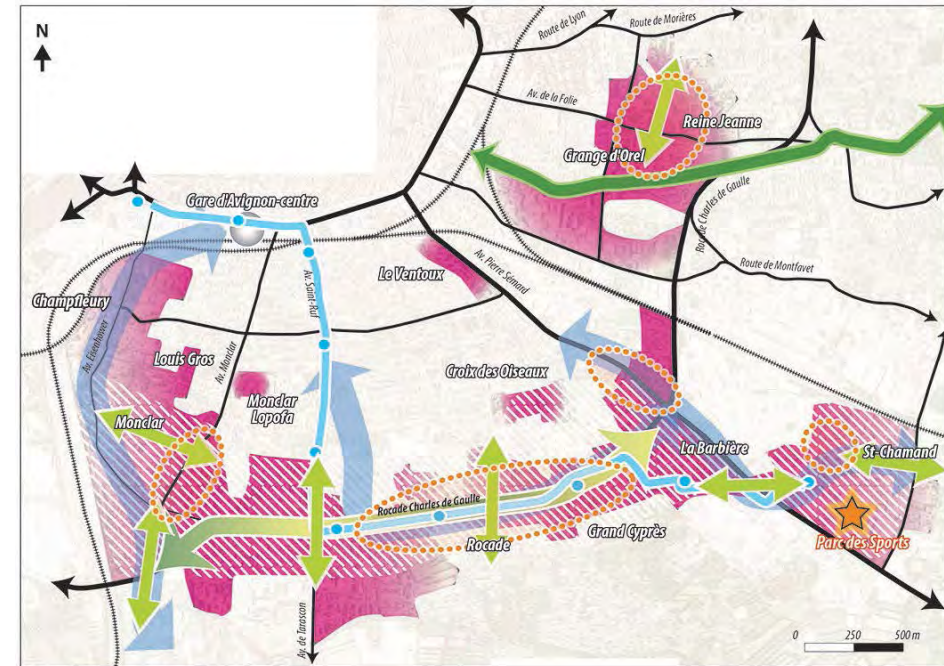 N
Route de Lyon
Route de Morières
Av. de la Folie
Reine Jeanne
Grange d'Orel
Gare d'Avignon-centre
Roc. de Charles de Gaulle
Route de Montfavet
Le Ventoux
Av. Pierre Sémard
Av. Saint-Ruf
Champfleury
Av. Eisenhower
Louis Gros
Av. Monclar
Croix des Oiseaux
Monclar
Lopofa
Monclar
La Barbière
St-Chamand
Rocade Charles de Gaulle
Grand Cyprès
Rocade
Parc des Sports
Av. de Tarascon
0 250 500 m